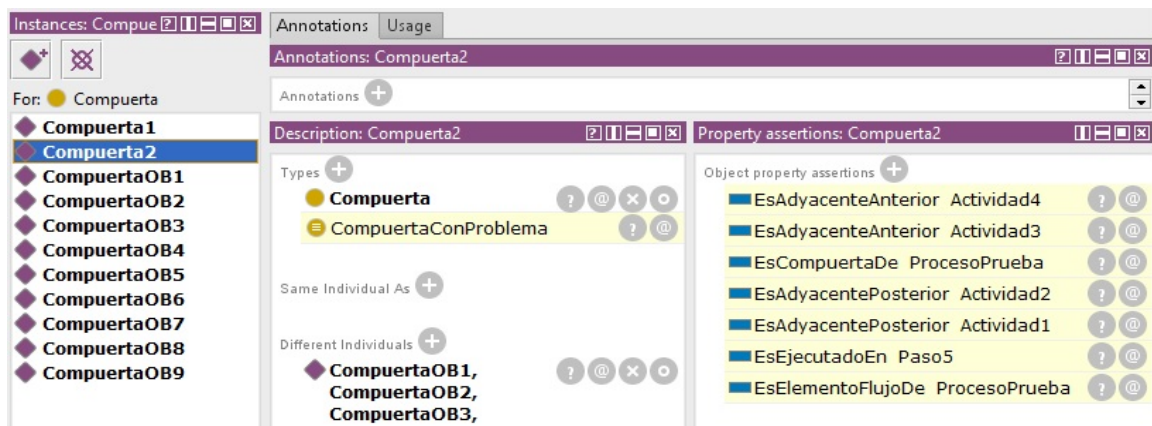 Instances: Compue
For: Compuerta
Compuerta1
Compuerta2
CompuertaOB1
CompuertaOB2
CompuertaOB3
CompuertaOB4
CompuertaOB5
CompuertaOB6
CompuertaOB7
CompuertaOB8
CompuertaOB9
Annotations Usage
Annotations: Compuerta2
Annotations
Description: Compuerta2
Types
Compuerta
CompuertaConProblema
Same Individual As
Different Individuals
CompuertaOB1,
CompuertaOB2,
CompuertaOB3,
Property assertions: Compuerta2
Object property assertions
EsAdyacenteAnterior Actividad4
EsAdyacenteAnterior Actividad3
EsCompuertaDe ProcesoPrueba
EsAdyacentePosterior Actividad2
EsAdyacentePosterior Actividad1
EsEjecutadoEn Paso5
EsElementoFlujoDe ProcesoPrueba